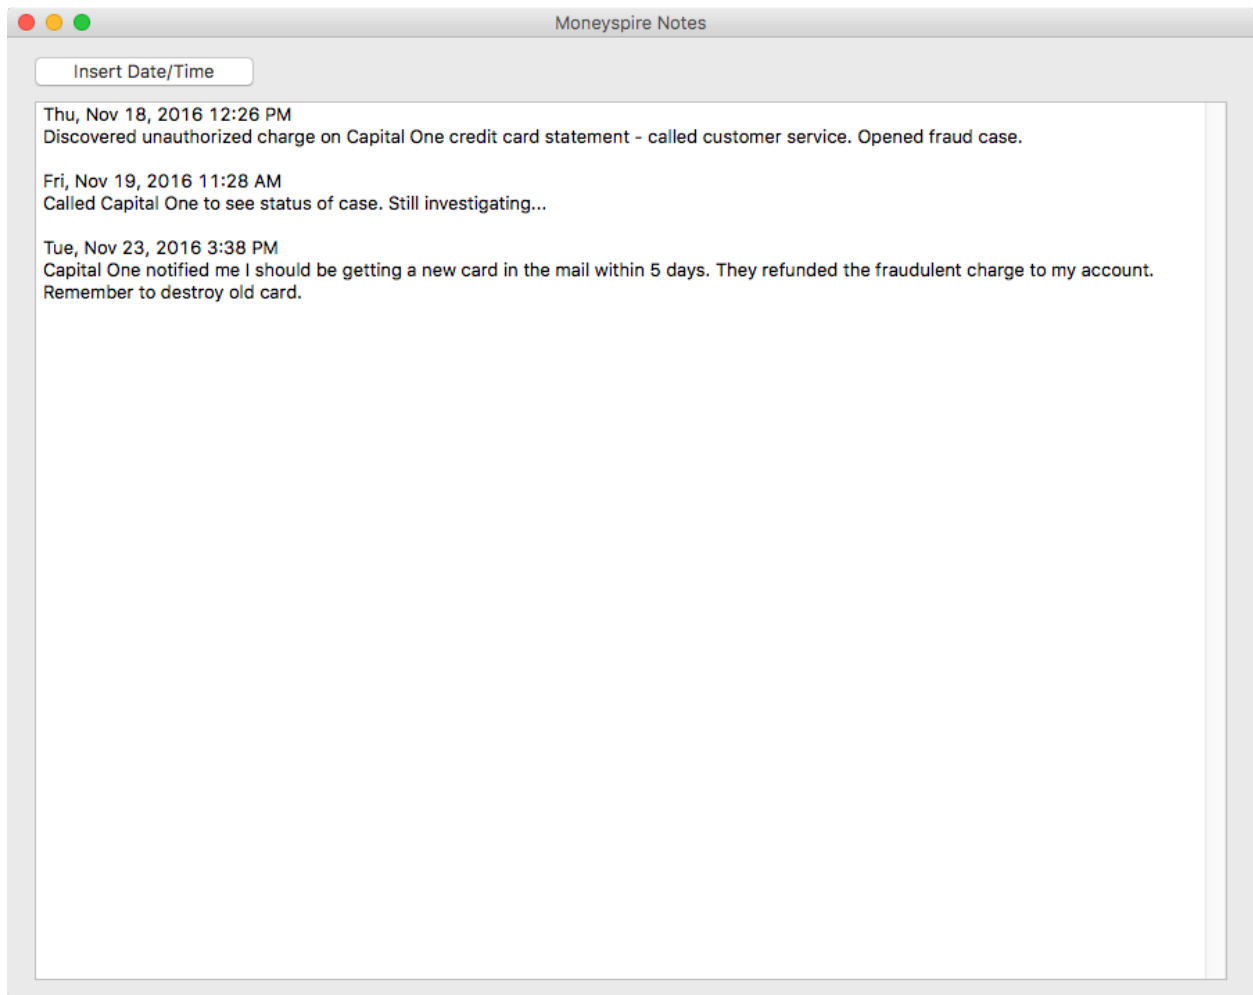 Moneyspire Notes
Insert Date/Time
Thu, Nov 18, 2016 12:26 PM
Discovered unauthorized charge on Capital One credit card statement - called customer service. Opened fraud case.
Fri, Nov 19, 2016 11:28 AM
Called Capital One to see status of case. Still investigating...
Tue, Nov 23, 2016 3:38 PM
Capital One notified me I should be getting a new card in the mail within 5 days. They refunded the fraudulent charge to my account.
Remember to destroy old card.